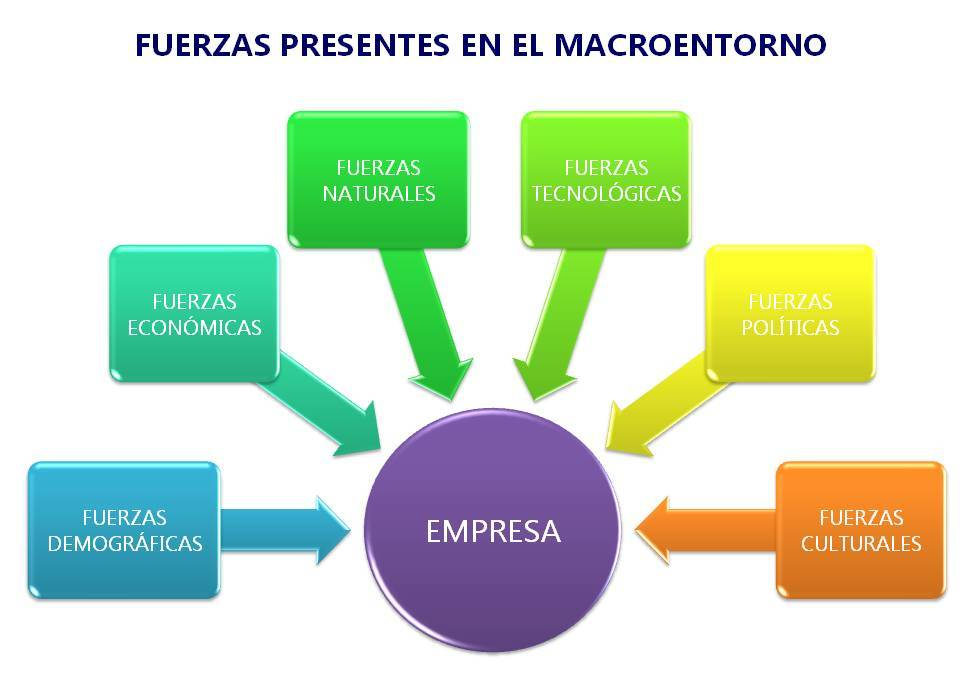 FUERZAS PRESENTES EN EL MACROENTORNO
FUERZAS
NATURALES
FUERZAS
TECNOLÓGICAS
FUERZAS
ECONÓMICAS
FUERZAS
POLÍTICAS
FUERZAS
DEMOGRÁFICAS
EMPRESA
FUERZAS
CULTURALES